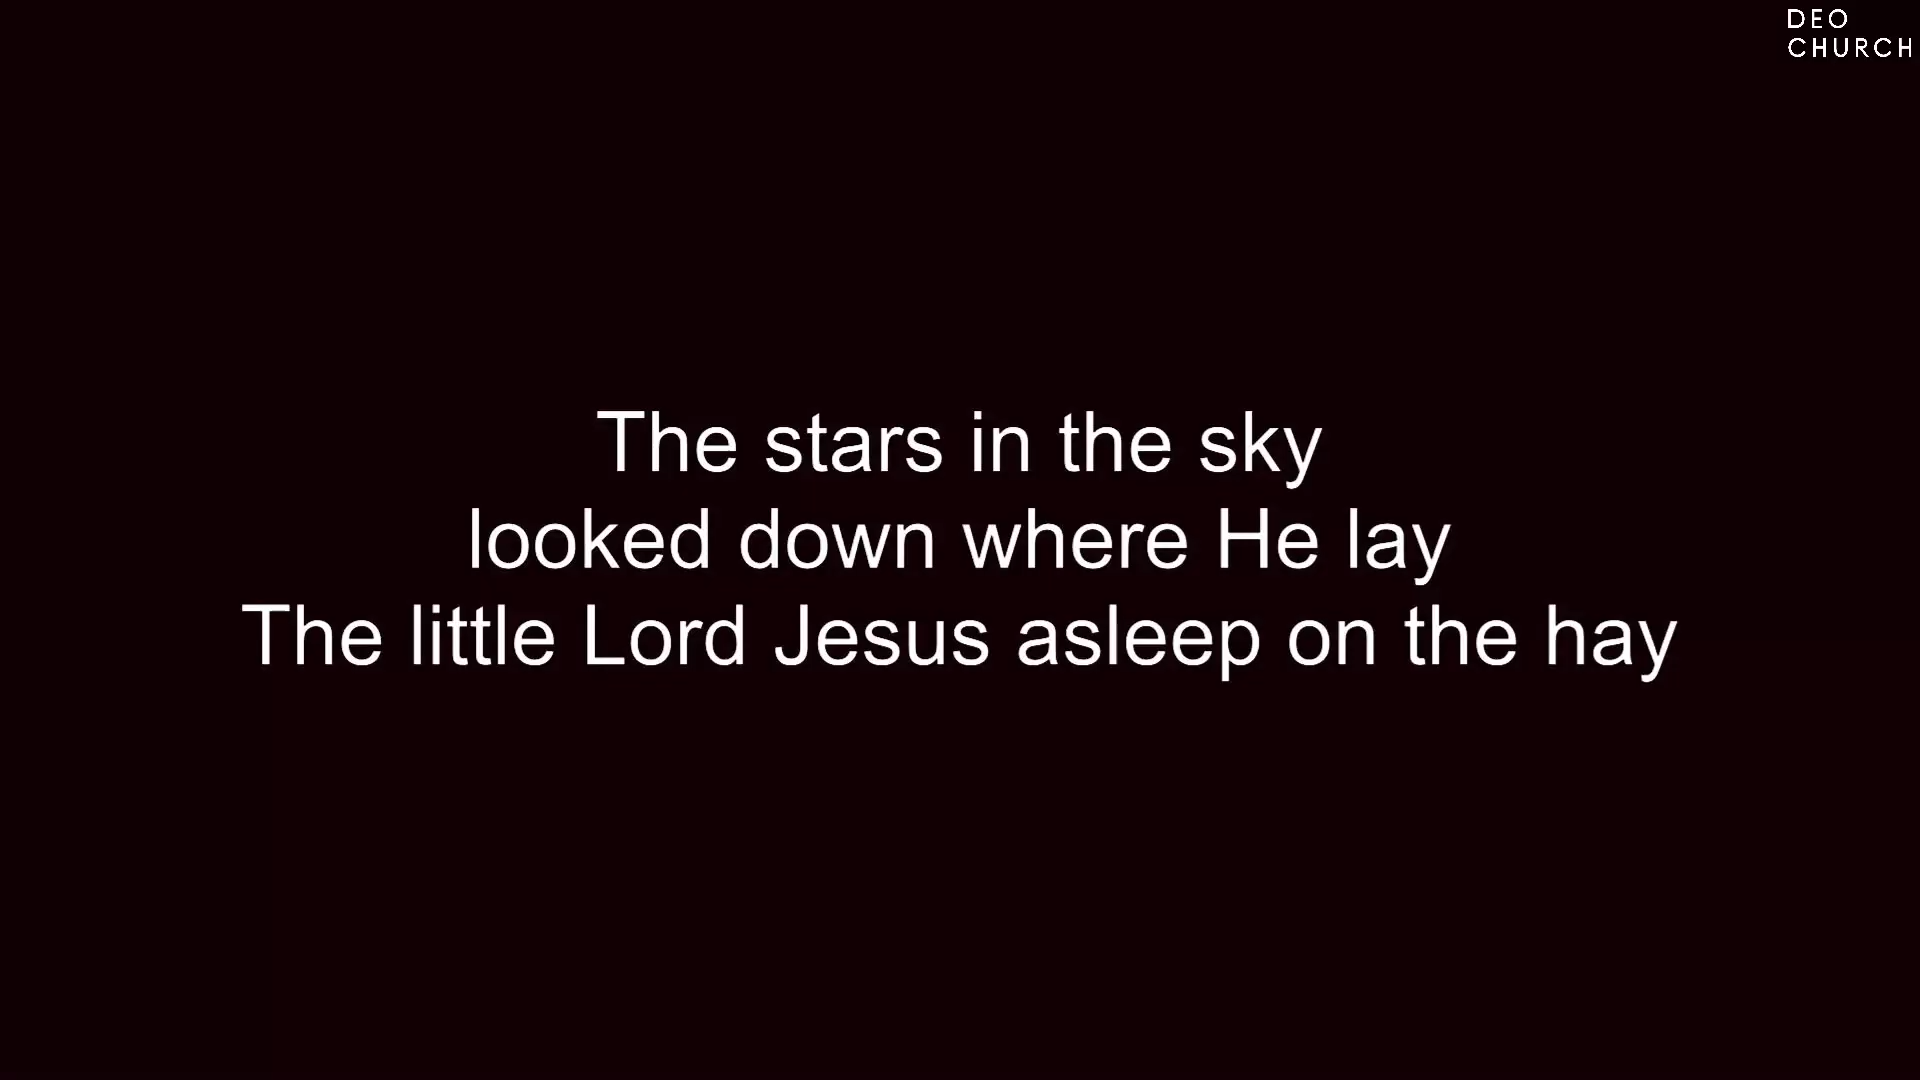 DEO
CHURCH
The stars in the sky
looked down where He lay
The little Lord Jesus asleep on the hay